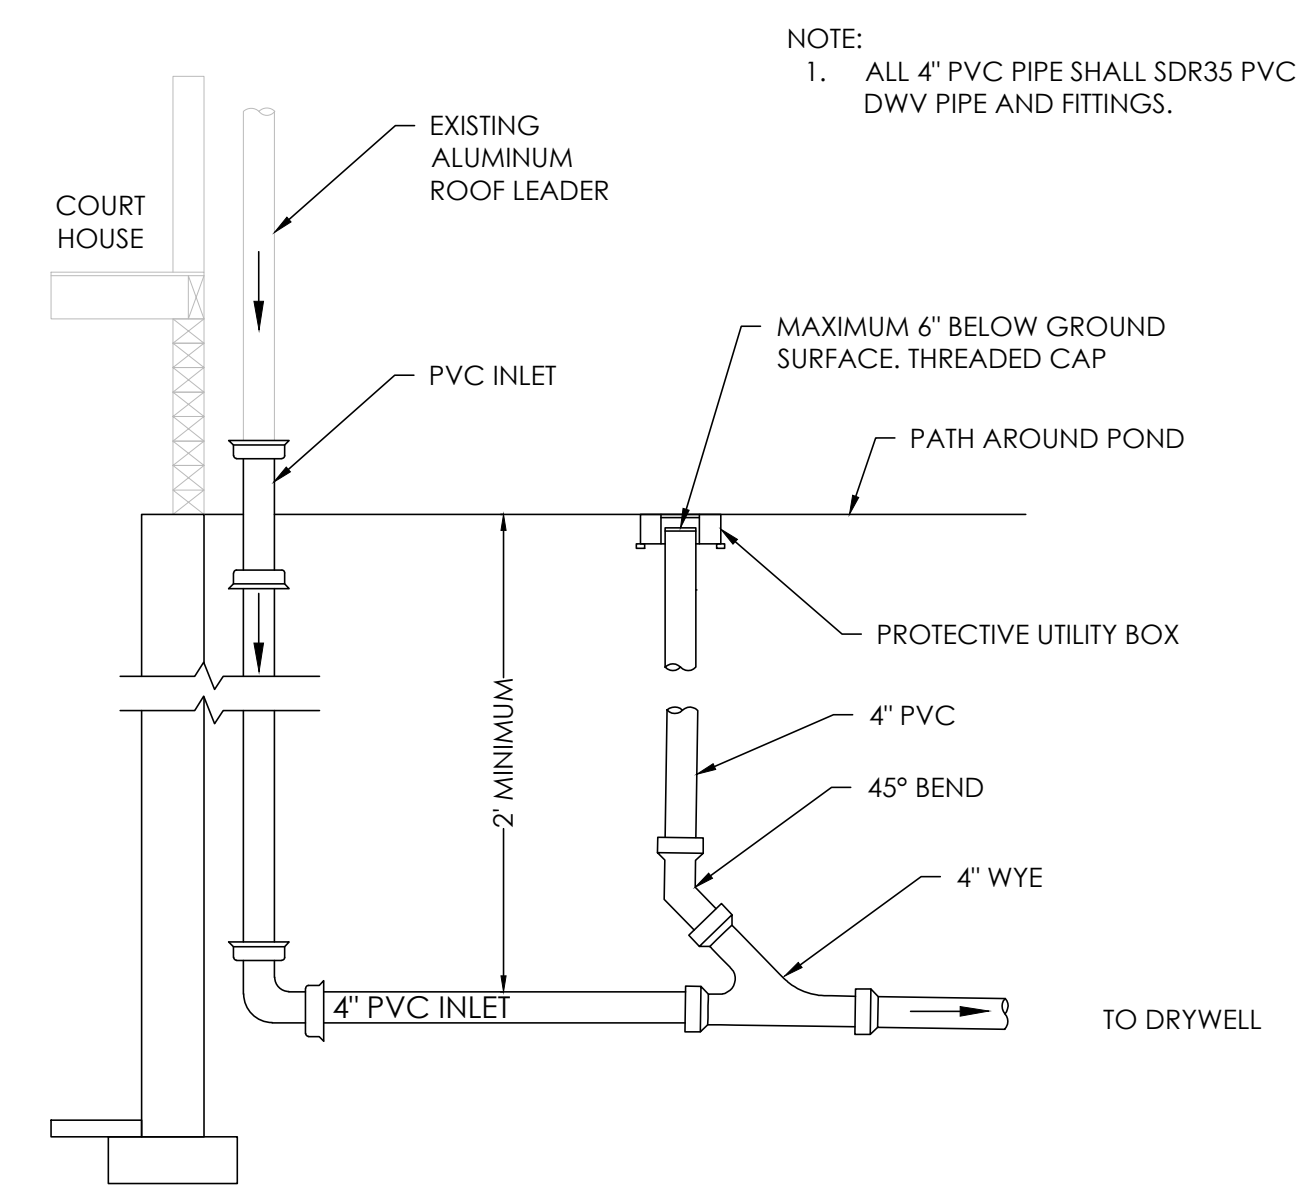 NOTE:
1. ALL 4" PVC PIPE SHALL SDR35 PVC
DWV PIPE AND FITTINGS.
EXISTING
ALUMINUM
ROOF LEADER
COURT
HOUSE
MAXIMUM 6" BELOW GROUND
SURFACE. THREADED CAP
PVC INLET
PATH AROUND POND
PROTECTIVE UTILITY BOX
2' MINIMUM
4" PVC
45° BEND
4" WYE
4" PVC INLET
TO DRYWELL